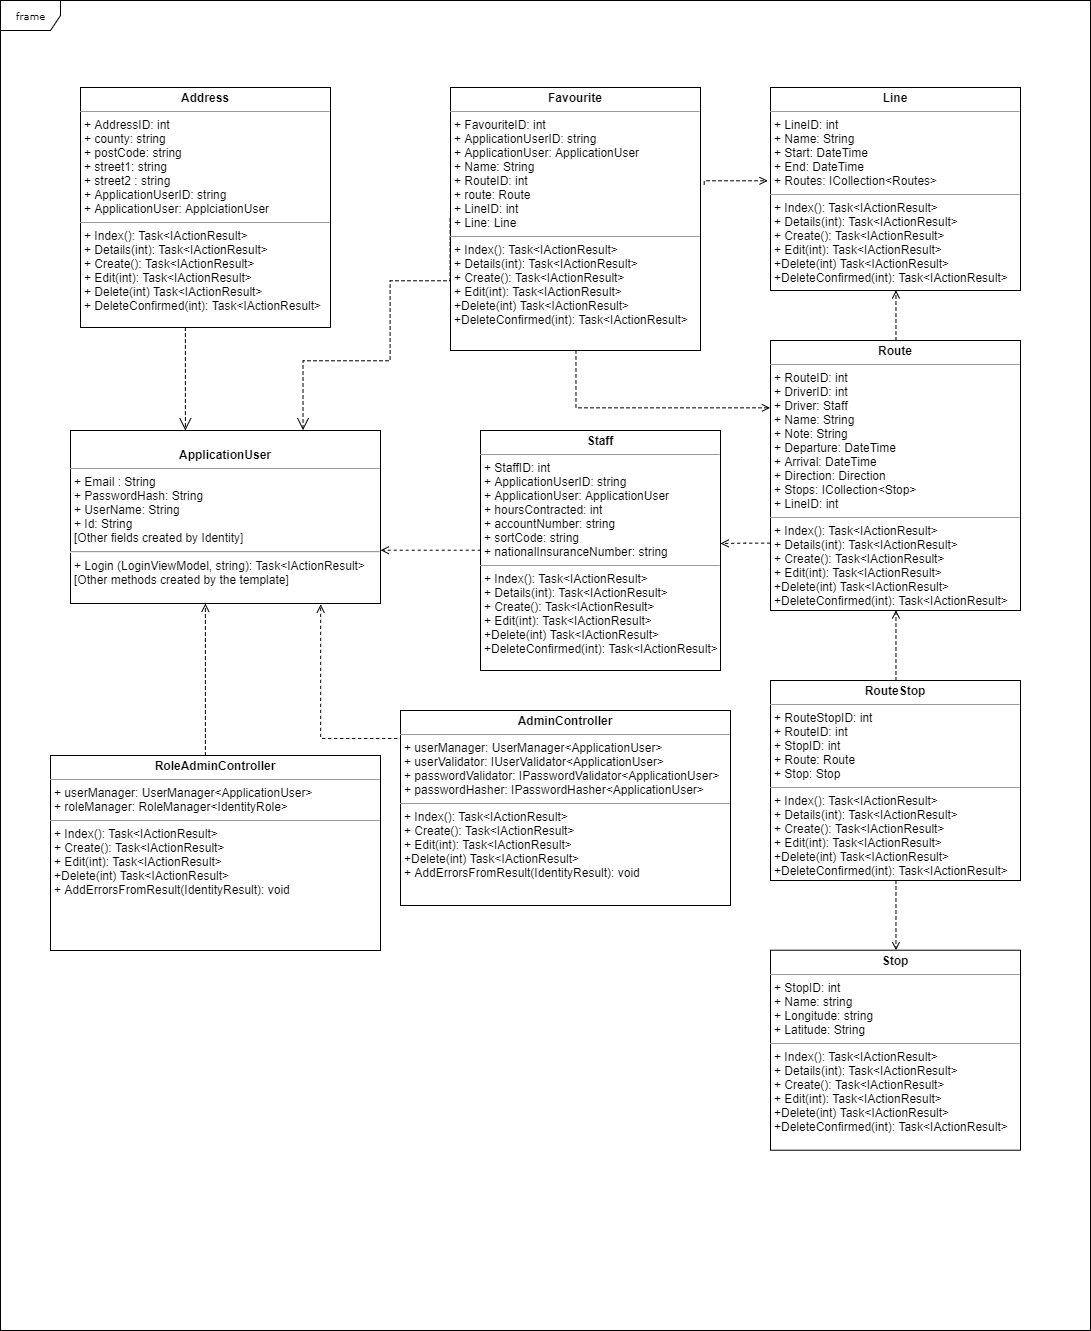 frame
Address
+ AddressID: int
+ county: string
+ postCode: string
+ street1: string
+ street2 : string
+ ApplicationUserID: string
+ ApplicationUser: ApplciationUser
+ Index(): Task<IActionResult>
+ Details(int): Task<IActionResult>
+ Create(): Task<IActionResult>
+ Edit(int): Task<IActionResult>
+ Delete(int) Task<IActionResult>
+ DeleteConfirmed(int): Task<IActionResult>
Favourite
+ FavouriteID: int
+ ApplicationUserID: string
+ ApplicationUser: ApplicationUser
+ Name: String
+ RouteID: int
+ route: Route
+ LineID: int
+ Line: Line
+ Index(): Task<IActionResult>
+ Details(int): Task<IActionResult>
+ Create(): Task<IActionResult>
+ Edit(int): Task<IActionResult>
+Delete(int) Task<IActionResult>
+DeleteConfirmed(int): Task<IActionResult>
Line
+ LineID: int
+ Name: String
+ Start: DateTime
+ End: DateTime
+ Routes: ICollection<Routes>
+ Index(): Task<IActionResult>
+ Details(int): Task<IActionResult>
+ Create(): Task<IActionResult>
+ Edit(int): Task<IActionResult>
+Delete(int) Task<IActionResult>
+DeleteConfirmed(int): Task<IActionResult>
Route
+ RouteID: int
+ DriverID: int
+ Driver: Staff
+ Name: String
+ Note: String
+ Departure: DateTime
+ Arrival: DateTime
+ Direction: Direction
+ Stops: ICollection<Stop>
+ LineID: int
+ Index(): Task<IActionResult>
+ Details(int): Task<IActionResult>
+ Create(): Task<IActionResult>
+ Edit(int): Task<IActionResult>
+Delete(int) Task<IActionResult>
+DeleteConfirmed(int): Task<IActionResult>
ApplicationUser
+ Email : String
+ PasswordHash: String
+ UserName: String
+ Id: String
[Other fields created by Identity]
+ Login (LoginViewModel, string): Task<IActionResult>
[Other methods created by the template]
Staff
+ StaffID: int
+ ApplicationUserID: string
+ ApplicationUser: ApplicationUser
+ hoursContracted: int
+ accountNumber: string
+ sortCode: string
+ nationalInsuranceNumber: string
+ Index(): Task<IActionResult>
+ Details(int): Task<IActionResult>
+ Create(): Task<IActionResult>
+ Edit(int): Task<IActionResult>
+Delete(int) Task<IActionResult>
+DeleteConfirmed(int): Task<IActionResult>
RouteStop
+ RouteStopID: int
+ RouteID: int
+ StopID: int
+ Route: Route
+ Stop: Stop
+ Index(): Task<IActionResult>
+ Details(int): Task<IActionResult>
+ Create(): Task<IActionResult>
+ Edit(int): Task<IActionResult>
+Delete(int) Task<IActionResult>
+DeleteConfirmed(int): Task<IActionResult>
AdminController
+ userManager: UserManager<ApplicationUser>
+ userValidator: IUserValidator<ApplicationUser>
+ passwordValidator: IPasswordValidator<ApplicationUser>
+ passwordHasher: IPasswordHasher<ApplicationUser>
+ Index(): Task<IActionResult>
+ Create(): Task<IActionResult>
+ Edit(int): Task<IActionResult>
+Delete(int) Task<IActionResult>
+ AddErrorsFromResult(IdentityResult): void
RoleAdminController
+ userManager: UserManager<ApplicationUser>
+ roleManager: RoleManager<IdentityRole>
+ Index(): Task<IActionResult>
+ Create(): Task<IActionResult>
+ Edit(int): Task<IActionResult>
+Delete(int) Task<IActionResult>
+ AddErrorsFromResult(IdentityResult): void
Stop
+ StopID: int
+ Name: string
+ Longitude: string
+ Latitude: String
+ Index(): Task<IActionResult>
+ Details(int): Task<IActionResult>
+ Create(): Task<IActionResult>
+ Edit(int): Task<IActionResult>
+Delete(int) Task<IActionResult>
+DeleteConfirmed(int): Task<IActionResult>